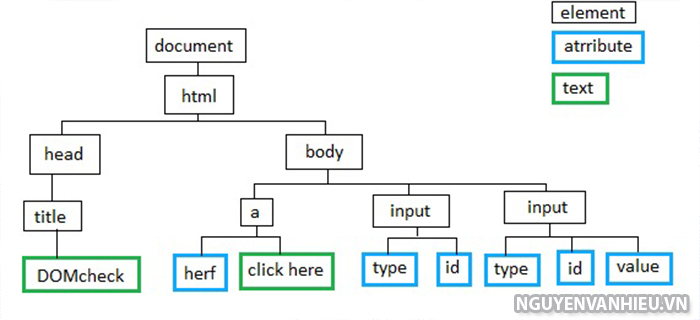 element
document
atrribute
text
html
head
body
title
a
input
input
DOMcheck
herf
click here
type
id
type
id
value
NGUYENVANHIEU.VN